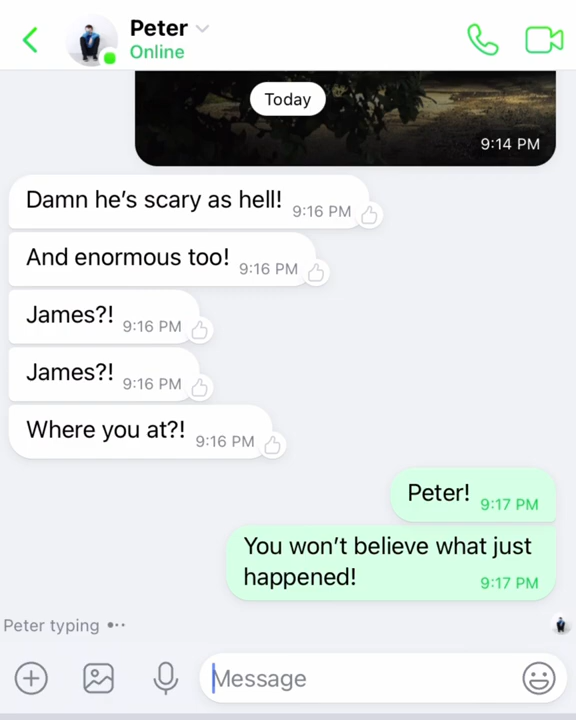 Peter
Online
Today
9:14 PM
Damn he's scary as hell! 9:16 PM
And enormous too! 9:16 PM
James?! 9:16 PM
James?! 9:16 PM
Where you at?! 9:16 PM
Peter! 9:17 PM
You won't believe what just
happened! 9:17 PM
Peter typing
Message